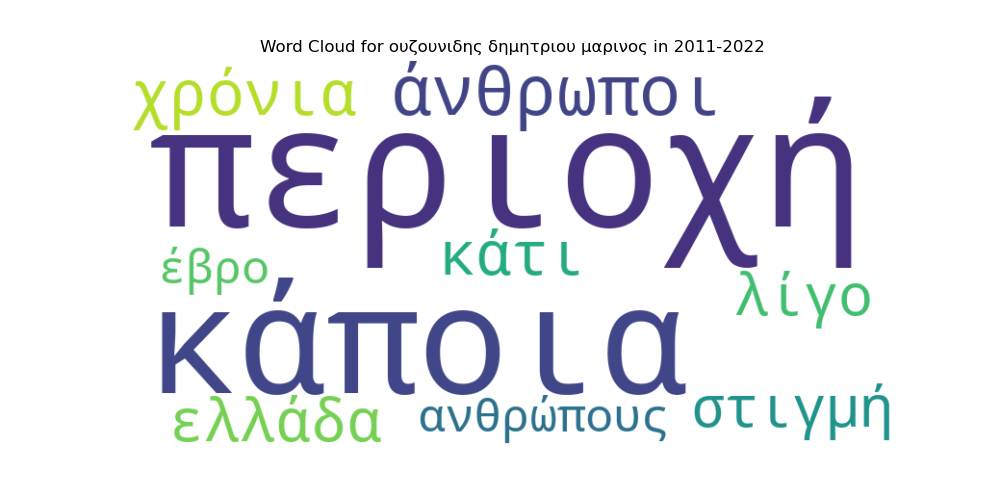 Word Cloud for ουζουνιδης δημητριου μαρινος in 2011-2022
χρόνια άνθρωποι
περιοχή
έβρο κάτι
λίγο
κάποια
ελλάδα ανθρώπους στιγμή